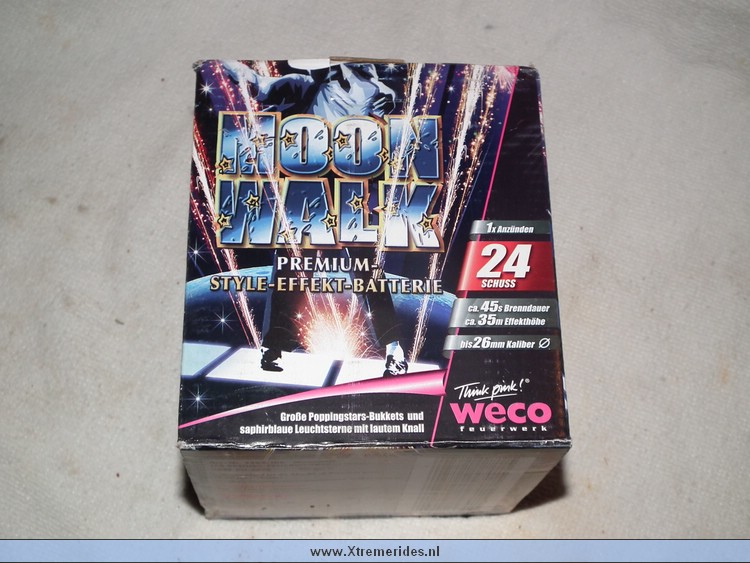 MOON
WALK
PREMIUM-
STYLE-EFFEKT-BATTERIE
1x Anzünden
24
SCHUSS
ca. 45s Brenndauer
ca. 35m Effekthöhe
bis 26mm Kaliber Ø
Think pink!®
weco
feuerwerk
Große Poppingstars-Bukkets und
saphirblaue Leuchtsterne mit lautem Knall
www.Xtremerides.nl